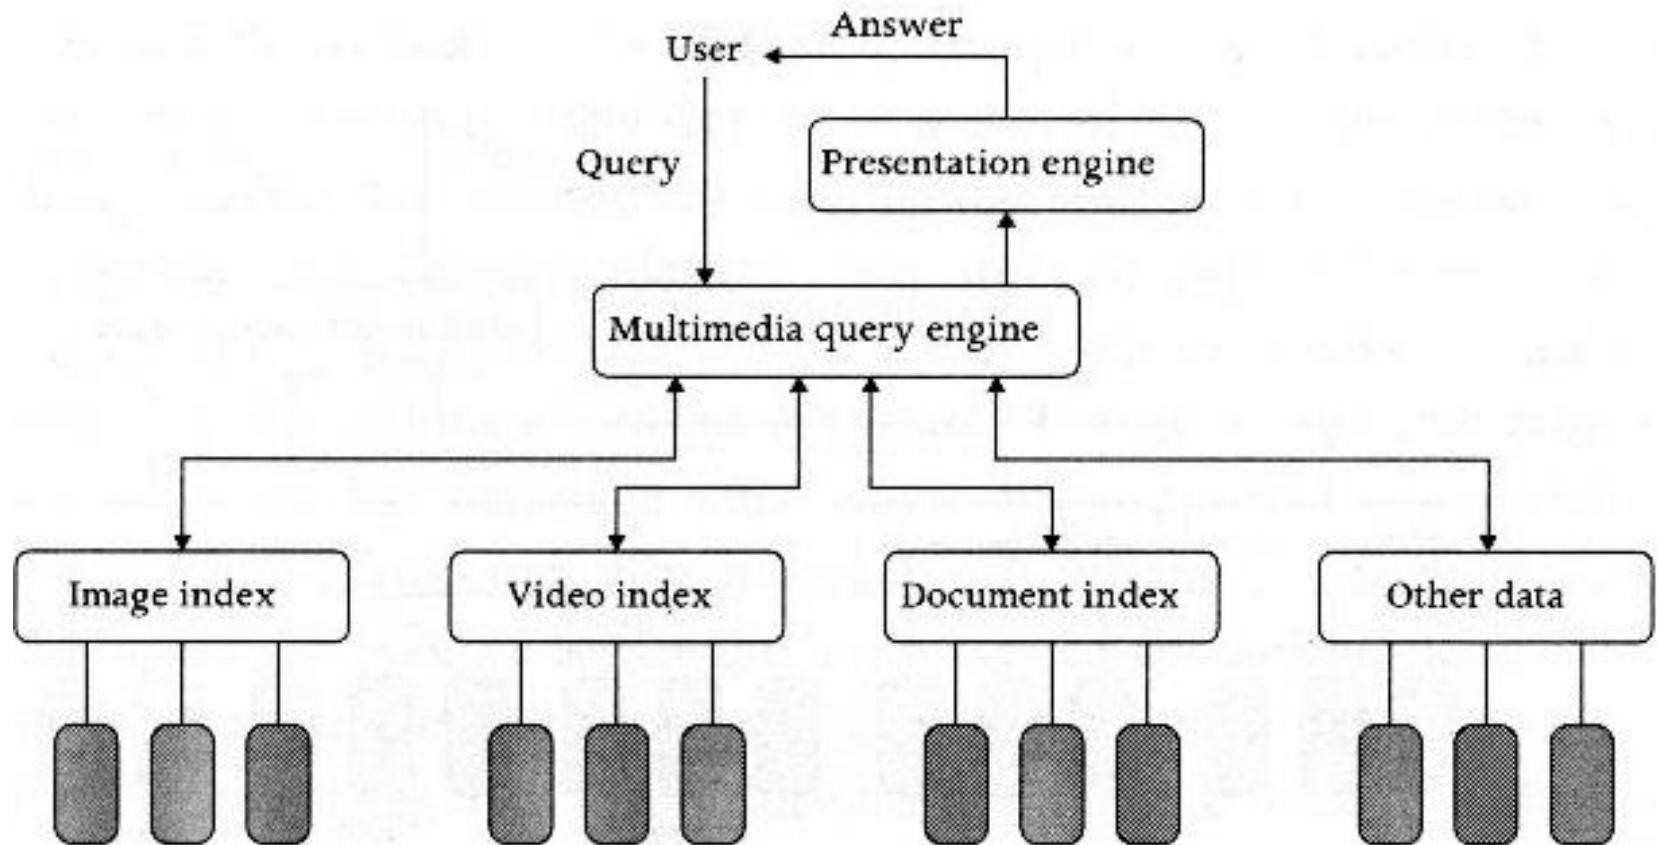 Answer
User
Query
Presentation engine
Multimedia query engine
Image index
Video index
Document index
Other data